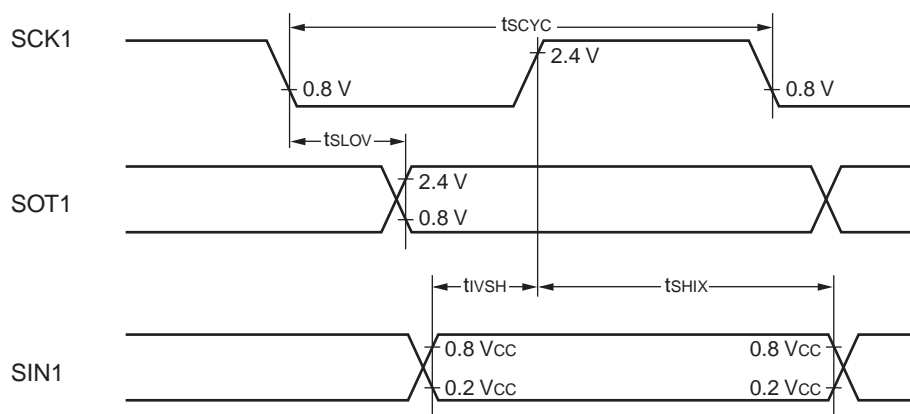 tSCYC
SCK1
2.4 V
0.8 V
0.8 V
tSLOV
SOT1
2.4 V
0.8 V
tIVSH
tSHIX
SIN1
0.8 VCC
0.8 VCC
0.2 VCC
0.2 VCC